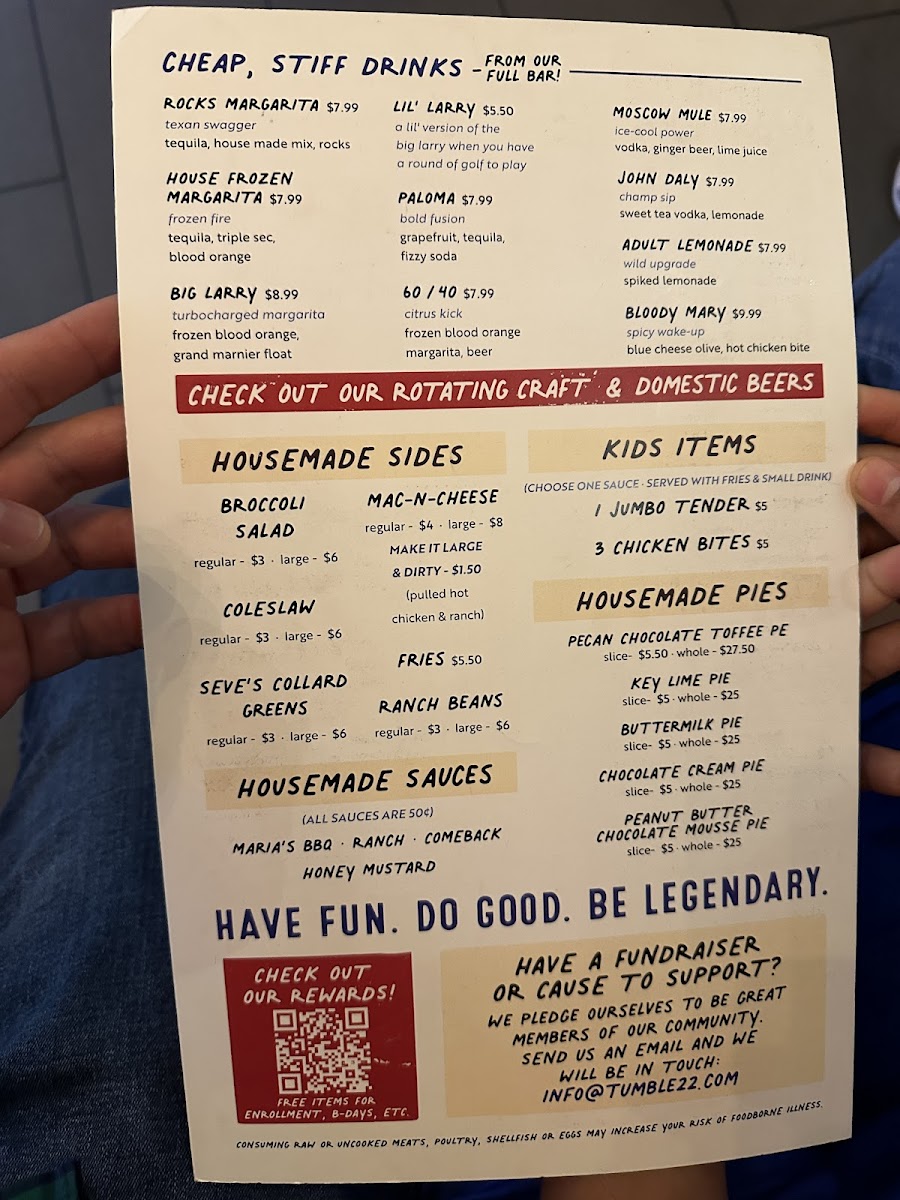 CHEAP, STIFF DRINKS - FROM OUR FULL BAR!
ROCKS MARGARITA $7.99
texan swagger
tequila, house made mix, rocks
HOUSE FROZEN
MARGARITA $7.99
frozen fire
tequila, triple sec,
blood orange
BIG LARRY $8.99
turbocharged margarita
frozen blood orange,
grand marnier float
LIL' LARRY $5.50
a lil' version of the
big larry when you have
a round of golf to play
PALOMA $7.99
bold fusion
grapefruit, tequila,
fizzy soda
60 / 40 $7.99
citrus kick
frozen blood orange
margarita, beer
MOSCOW MULE $7.99
ice-cool power
vodka, ginger beer, lime juice
JOHN DALY $7.99
champ sip
sweet tea vodka, lemonade
ADULT LEMONADE $7.99
wild upgrade
spiked lemonade
BLOODY MARY $9.99
spicy wake-up
blue cheese olive, hot chicken bite
CHECK OUT OUR ROTATING CRAFT & DOMESTIC BEERS
HOUSEMADE SIDES
BROCCOLI
SALAD
regular - $3 · large - $6
COLESLAW
regular - $3 · large - $6
SEVE'S COLLARD
GREENS
regular - $3 · large - $6
MAC-N-CHEESE
regular - $4 · large - $8
MAKE IT LARGE
& DIRTY - $1.50
(pulled hot
chicken & ranch)
FRIES $5.50
RANCH BEANS
regular - $3 · large - $6
HOUSEMADE SAUCES
(ALL SAUCES ARE 50¢)
MARIA'S BBQ · RANCH · COMEBACK
HONEY MUSTARD
KIDS ITEMS
(CHOOSE ONE SAUCE · SERVED WITH FRIES & SMALL DRINK)
1 JUMBO TENDER $5
3 CHICKEN BITES $5
HOUSEMADE PIES
PECAN CHOCOLATE TOFFEE PE
slice- $5.50 · whole - $27.50
KEY LIME PIE
slice- $5 · whole - $25
BUTTERMILK PIE
slice- $5 · whole - $25
CHOCOLATE CREAM PIE
slice- $5 · whole - $25
PEANUT BUTTER
CHOCOLATE MOUSSE PIE
slice- $5 · whole - $25
HAVE FUN. DO GOOD. BE LEGENDARY.
CHECK OUT
OUR REWARDS!
FREE ITEMS FOR
ENROLLMENT, B-DAYS, ETC.
HAVE A FUNDRAISER
OR CAUSE TO SUPPORT?
WE PLEDGE OURSELVES TO BE GREAT
MEMBERS OF OUR COMMUNITY.
SEND US AN EMAIL AND WE
WILL BE IN TOUCH:
INFO@TUMBLE22.COM
CONSUMING RAW OR UNCOOKED MEATS, POULTRY, SHELLFISH OR EGGS MAY INCREASE YOUR RISK OF FOODBORNE ILLNESS.